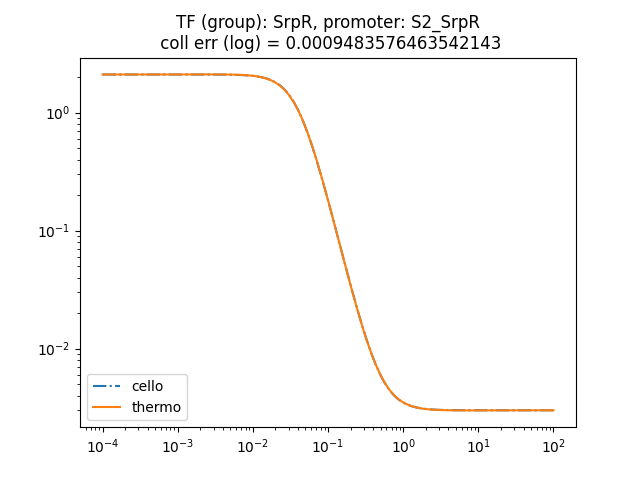 TF (group): SrpR, promoter: S2_SrpR
coll err (log) = 0.0009483576463542143
10^0
10^-1
10^-2
cello
thermo
10^-4 10^-3 10^-2 10^-1 10^0 10^1 10^2